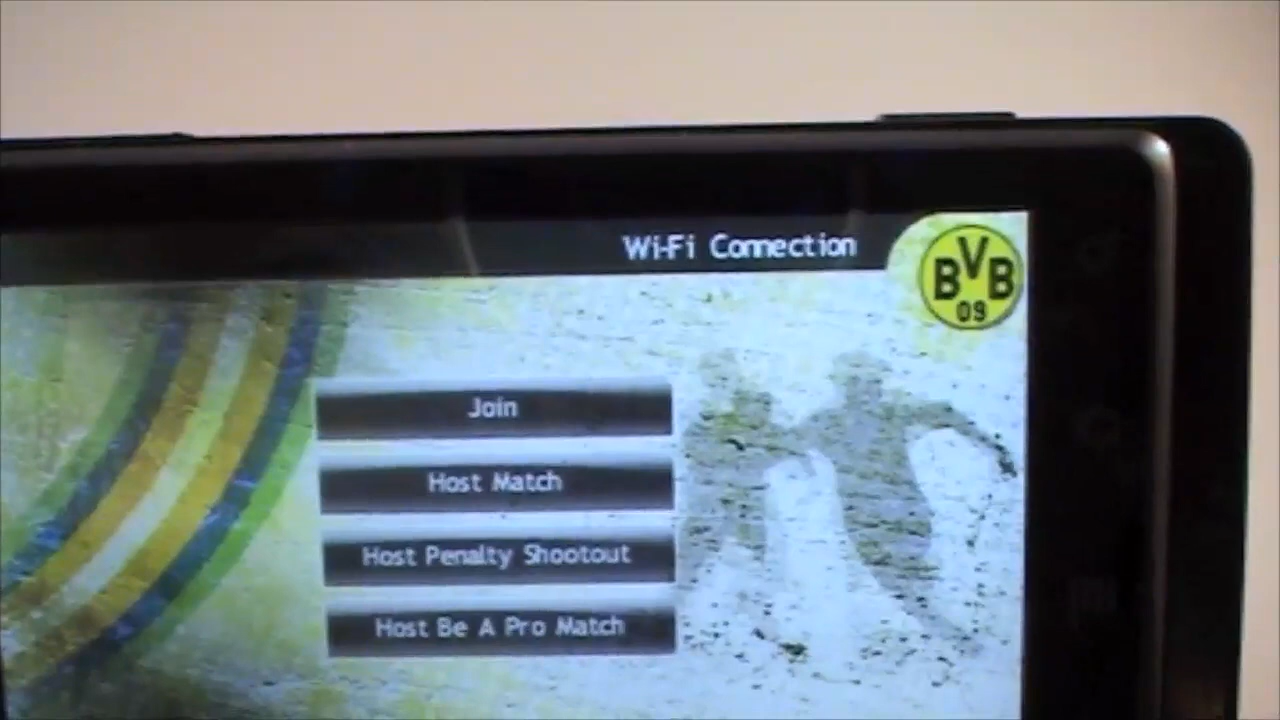 Wi-Fi Connection
BVB
09
Join
Host Match
Host Penalty Shootout
Host Be A Pro Match